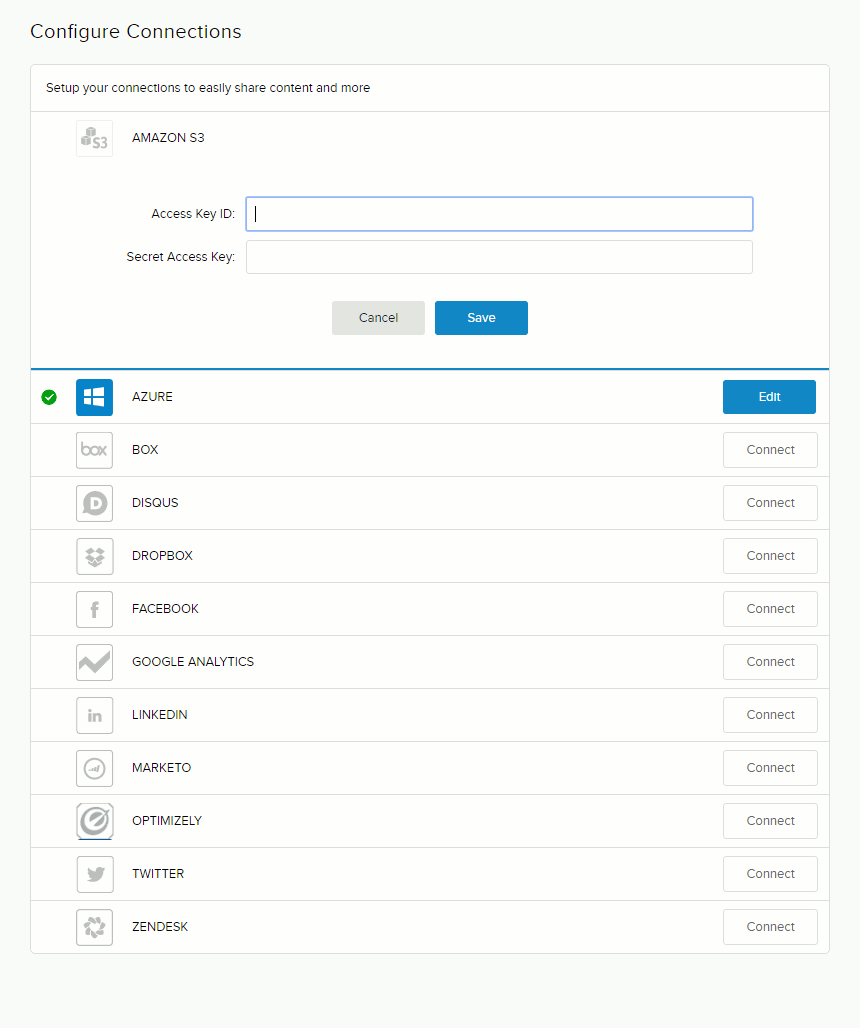 Configure Connections
Setup your connections to easily share content and more
S3 AMAZON S3
Access Key ID:
Secret Access Key:
Cancel Save
AZURE Edit
box BOX Connect
D DISQUS Connect
DROPBOX Connect
f FACEBOOK Connect
GOOGLE ANALYTICS Connect
in LINKEDIN Connect
MARKETO Connect
OPTIMIZELY Connect
TWITTER Connect
ZENDESK Connect